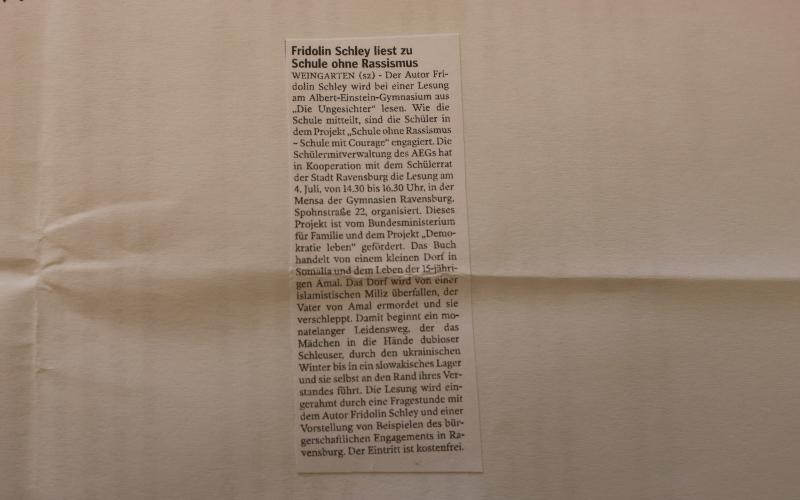 Fridolin Schley liest zu
Schule ohne Rassismus
WEINGARTEN (sz) - Der Autor Fri-
dolin Schley wird bei einer Lesung
am Albert-Einstein-Gymnasium aus
„Die Ungesichter" lesen. Wie die
Schule mitteilt, sind die Schüler in
dem Projekt „Schule ohne Rassismus
– Schule mit Courage" engagiert. Die
Schülermitverwaltung des AEGs hat
in Kooperation mit dem Schülerrat
der Stadt Ravensburg die Lesung am
4. Juli, von 14.30 bis 16.30 Uhr, in der
Mensa der Gymnasien Ravensburg,
Spohnstraße 22, organisiert. Dieses
Projekt ist vom Bundesministerium
für Familie und dem Projekt „Demo-
kratie leben" gefördert. Das Buch
handelt von einem kleinen Dorf in
Somalia und dem Leben der 15-jähri-
gen Amal. Das Dorf wird von einer
islamistischen Miliz überfallen, der
Vater von Amal ermordet und sie
verschleppt. Damit beginnt ein mo-
natelanger Leidensweg, der das
Mädchen in die Hände dubioser
Schleuser, durch den ukrainischen
Winter bis in ein slowakisches Lager
und sie selbst an den Rand ihres Ver-
standes führt. Die Lesung wird ein-
gerahmt durch eine Fragestunde mit
dem Autor Fridolin Schley und einer
Vorstellung von Beispielen des bür-
gerschaftlichen Engagements in Ra-
vensburg. Der Eintritt ist kostenfrei.